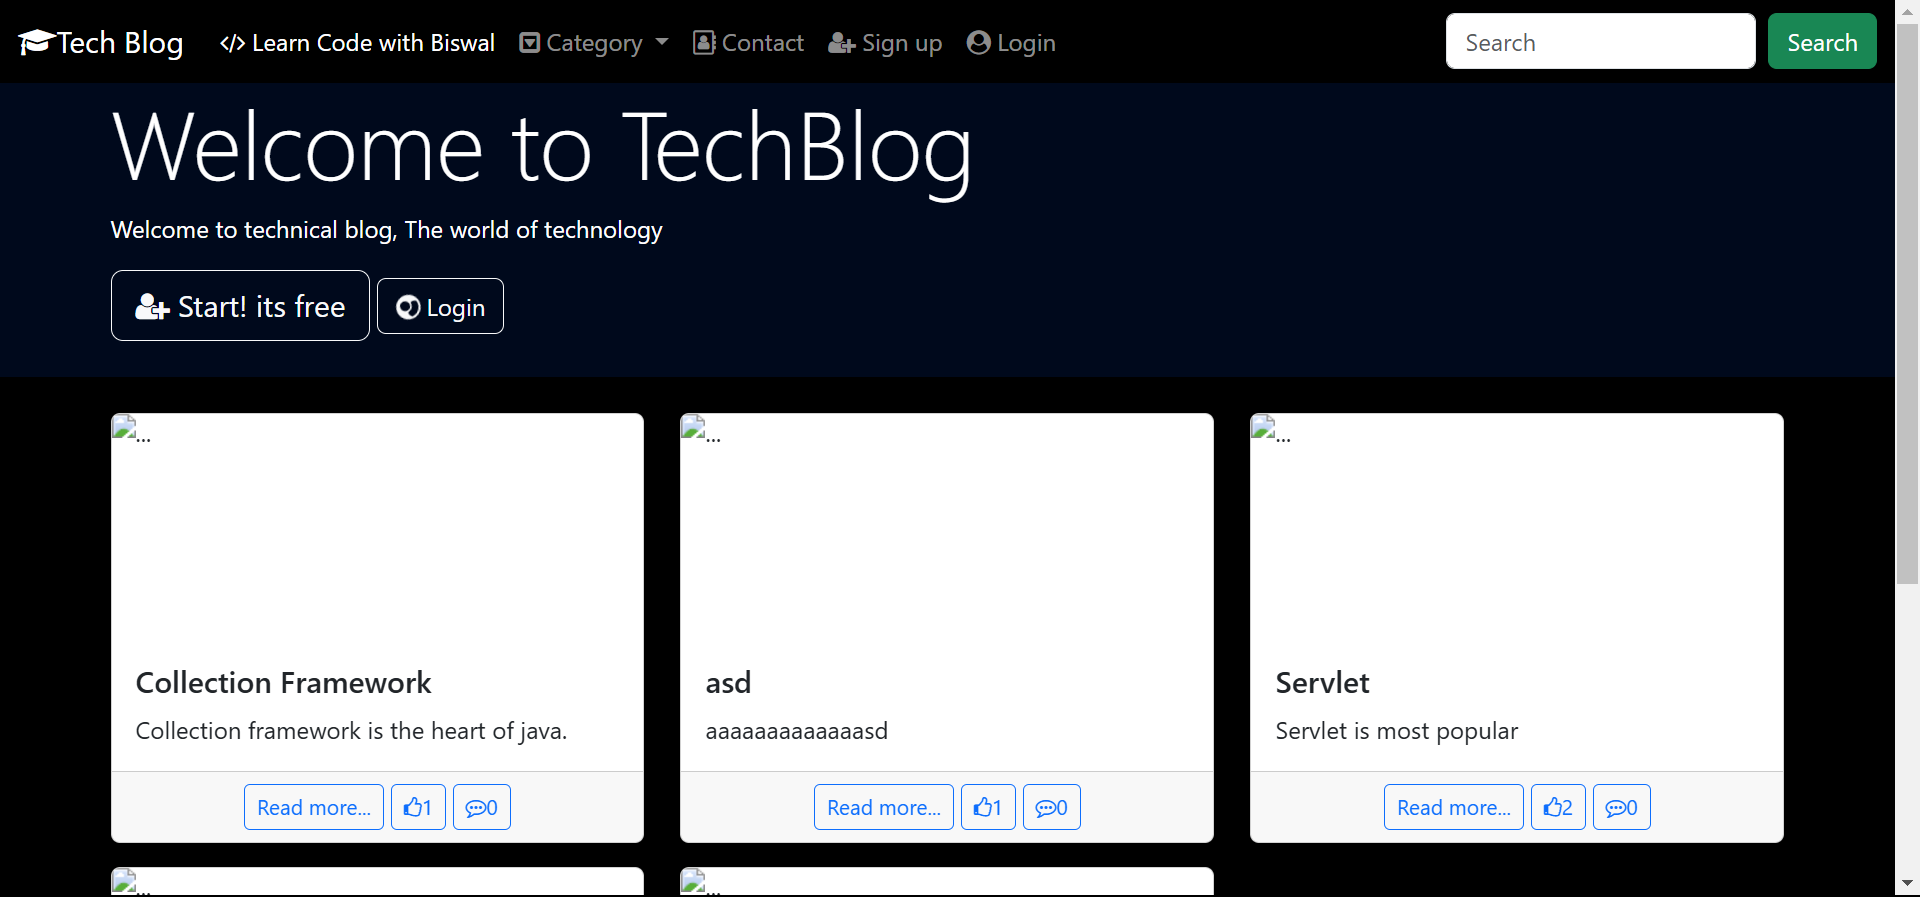 Tech Blog </> Learn Code with Biswal Category Contact Sign up Login Search Search
Welcome to TechBlog
Welcome to technical blog, The world of technology
Start! its free Login
... ... ...
Collection Framework
Collection framework is the heart of java.
Read more... 1 0
asd
aaaaaaaaaaaaasd
Read more... 1 0
Servlet
Servlet is most popular
Read more... 2 0
... ...